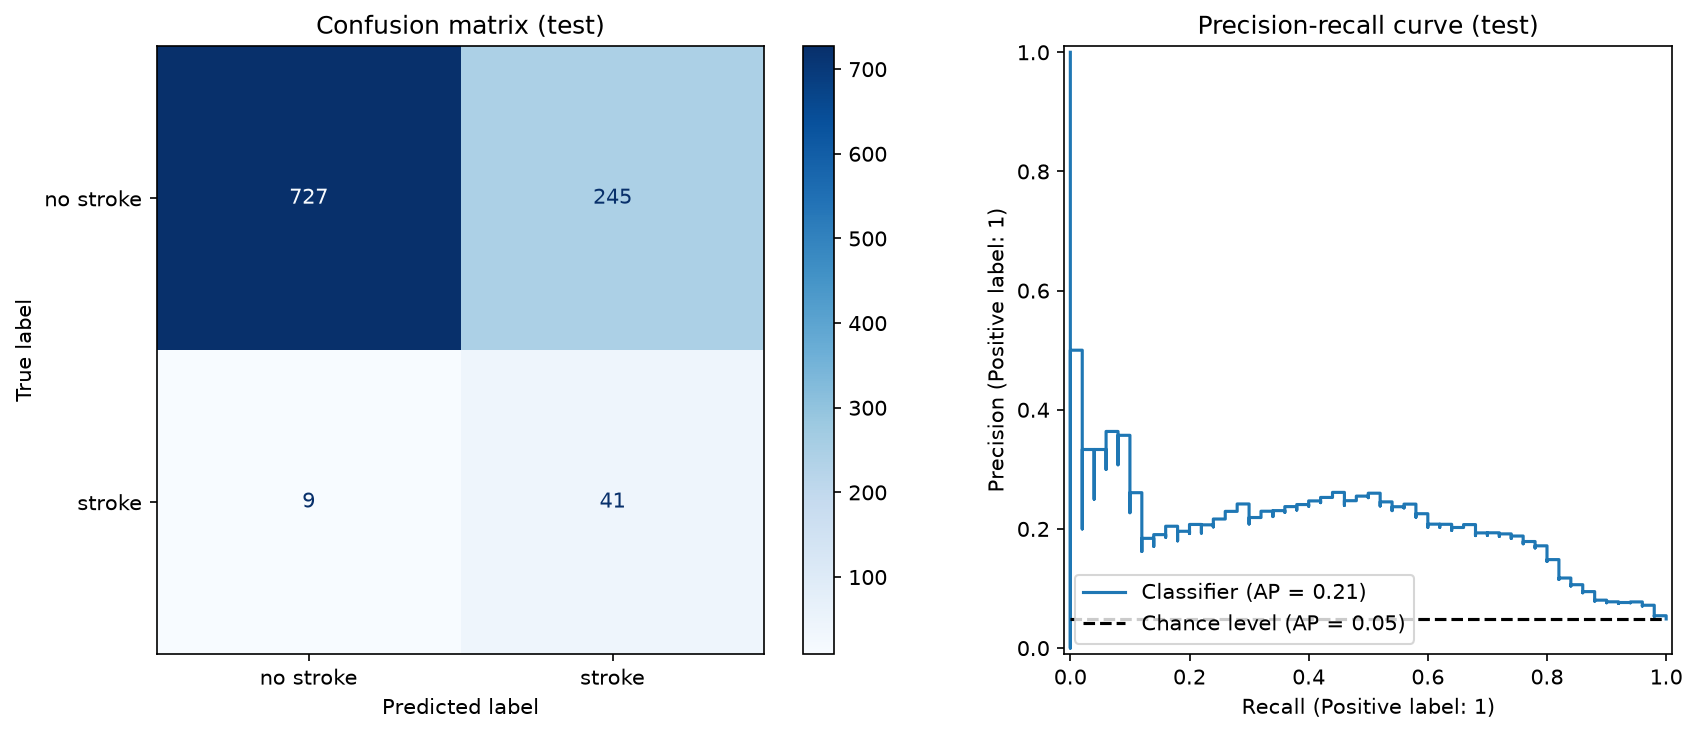 Confusion matrix (test)
True label
no stroke
stroke
727
245
9
41
no stroke
stroke
Predicted label
700
600
500
400
300
200
100
Precision-recall curve (test)
Precision (Positive label: 1)
1.0
0.8
0.6
0.4
0.2
0.0
Classifier (AP = 0.21)
Chance level (AP = 0.05)
0.0
0.2
0.4
0.6
0.8
1.0
Recall (Positive label: 1)